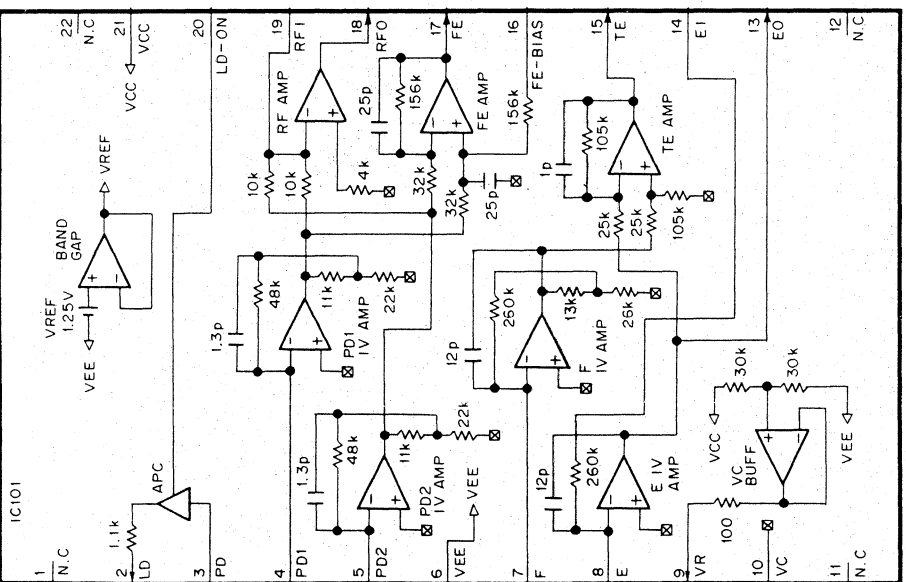 22 N.C
21 VCC
20 LD-ON
19 RF I
18 RFO
17 FE
16 FE-BIAS
15 TE
14 EI
13 EO
12 N.C
VCC
VREF
BAND GAP
VREF 1.25V
VEE
RF AMP
10k
10k
4k
25p
156k
FE AMP
32k
32k
25p
156k
1p
105k
TE AMP
25k
25k
105k
1.3p
48k
11k
22k
PD1 IV AMP
12p
260k
13k
26k
F IV AMP
30k
30k
VCC
VC BUFF
VEE
100
1.3p
48k
11k
22k
PD2 IV AMP
VEE
12p
260k
E IV AMP
APC
1.1k
IC101
1 N.C
2 LD
3 PD
4 PD1
5 PD2
6 VEE
7 F
8 E
9 VR
10 VC
11 N.C